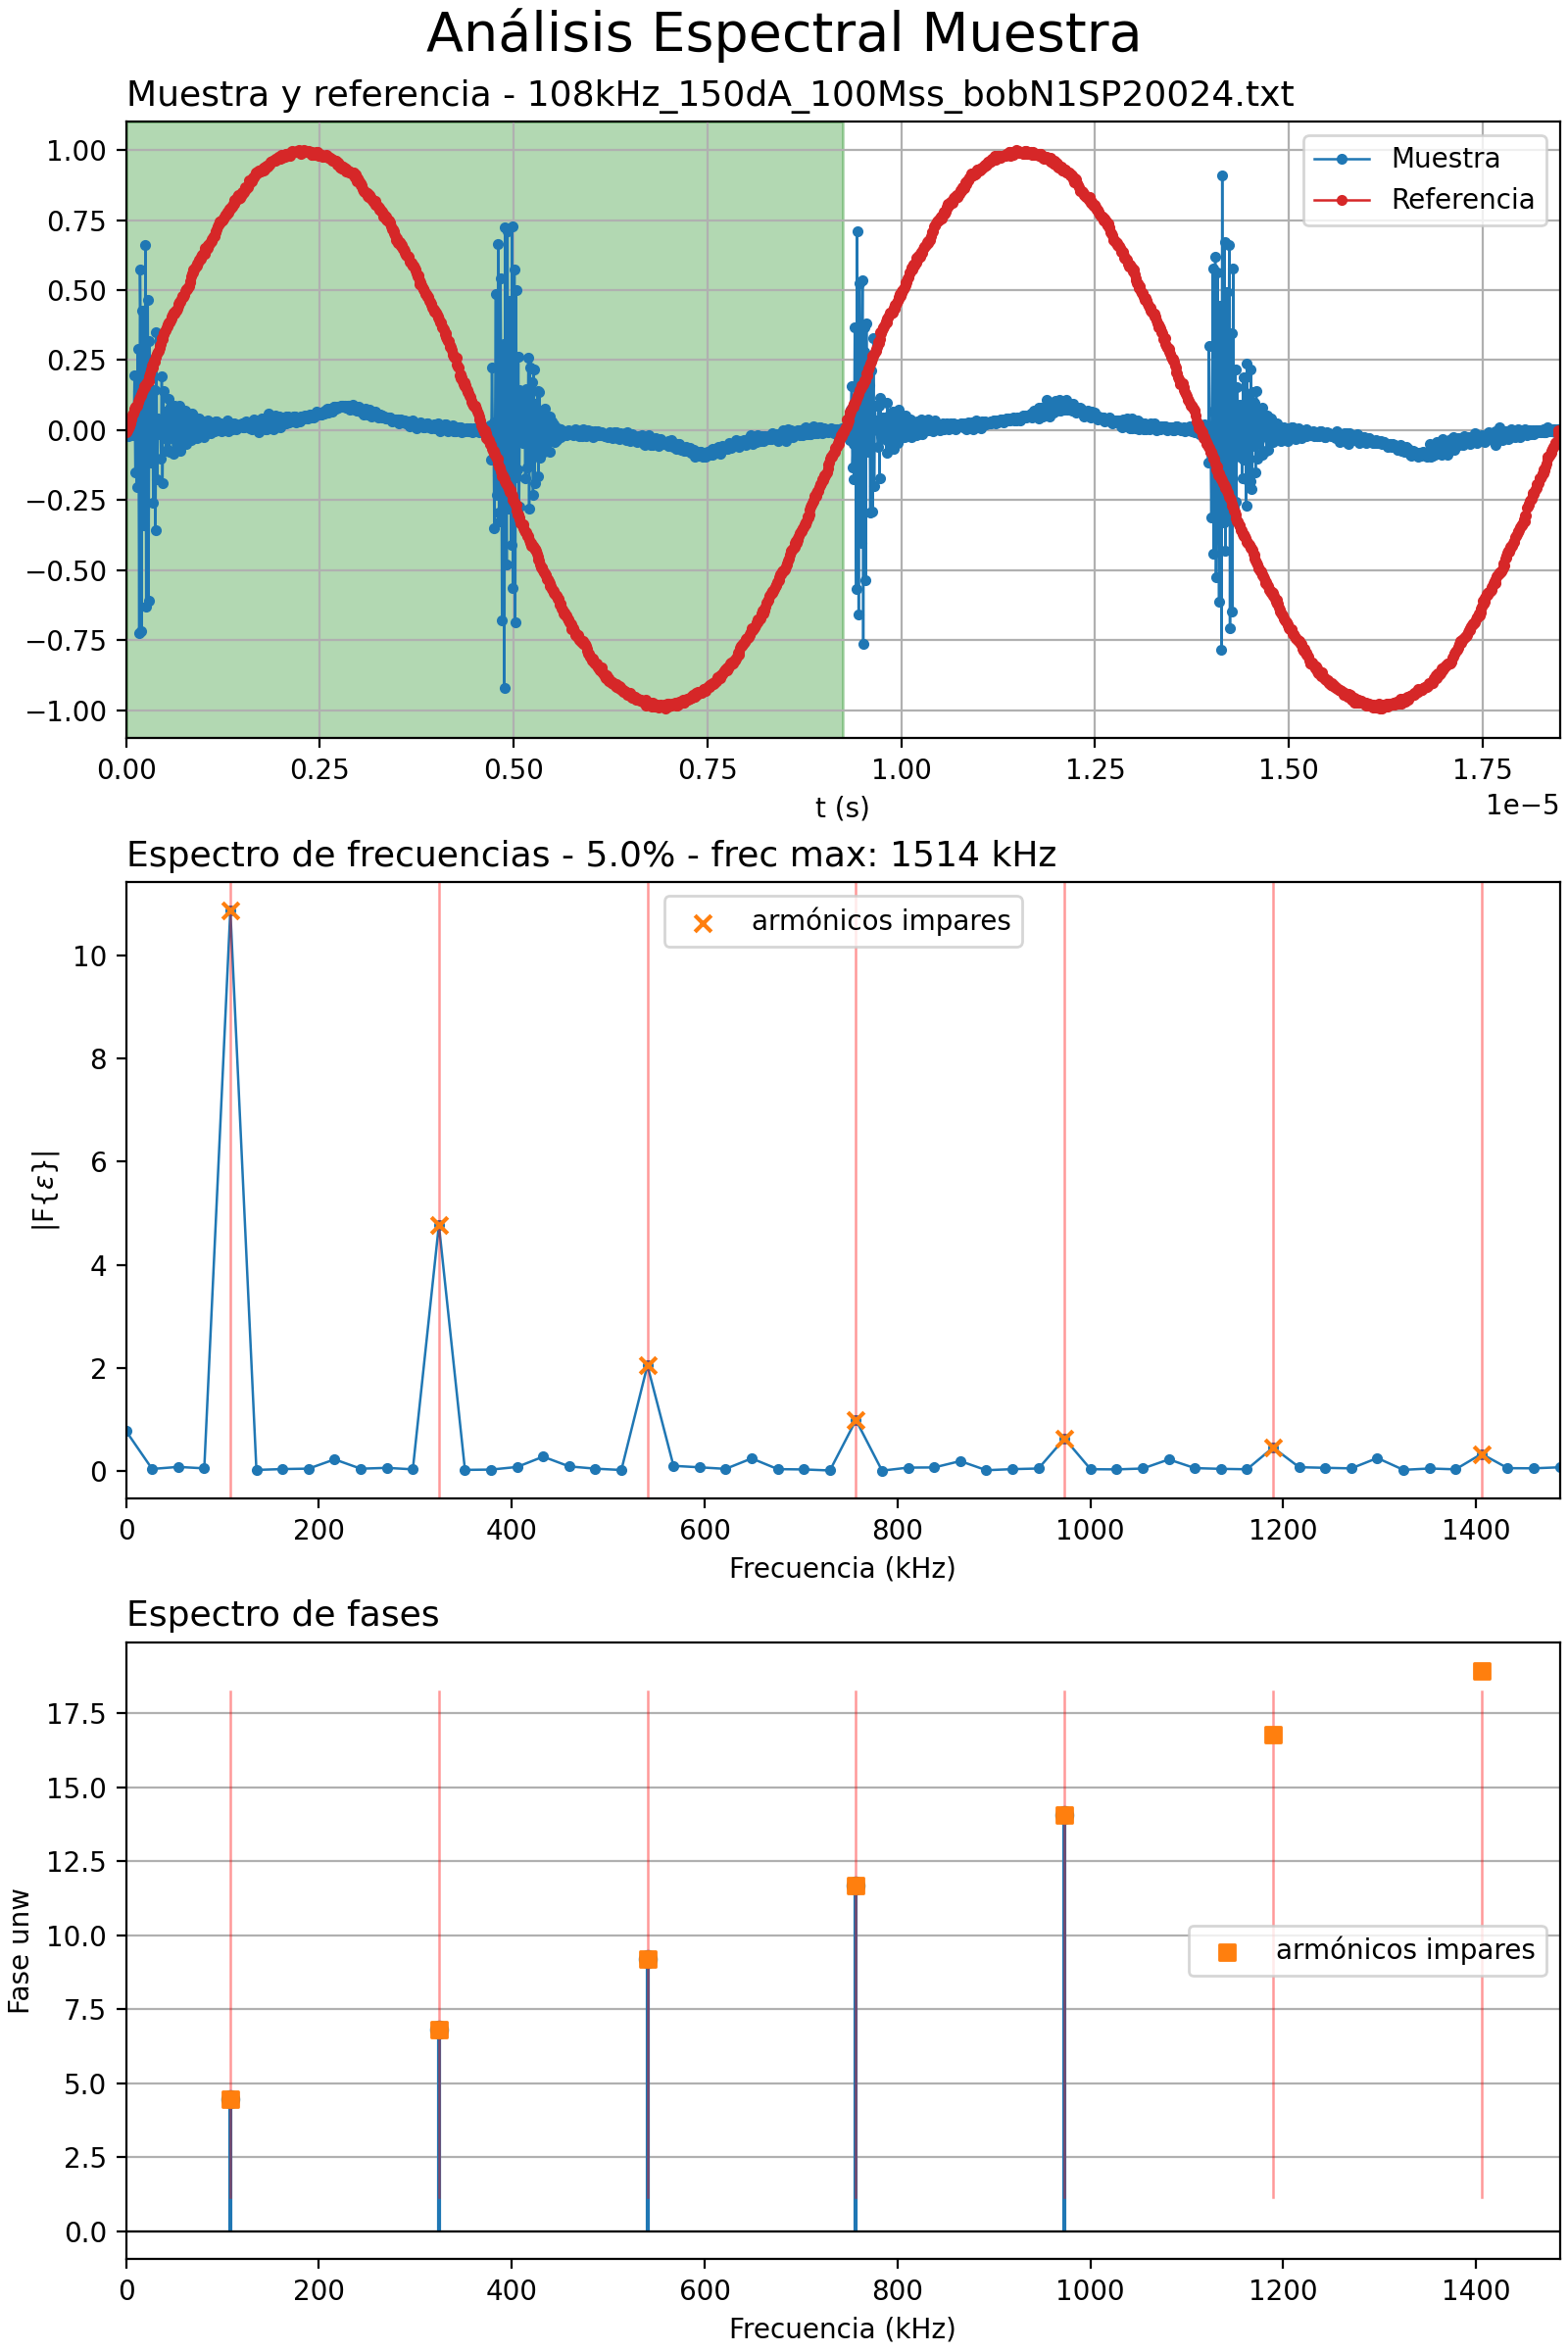 Análisis Espectral Muestra
Muestra y referencia - 108kHz_150dA_100Mss_bobN1SP20024.txt
1.00
0.75
0.50
0.25
0.00
−0.25
−0.50
−0.75
−1.00
Muestra
Referencia
0.00 0.25 0.50 0.75 1.00 1.25 1.50 1.75
t (s)
1e−5
Espectro de frecuencias - 5.0% - frec max: 1514 kHz
armónicos impares
|F{ε}|
10
8
6
4
2
0
0 200 400 600 800 1000 1200 1400
Frecuencia (kHz)
Espectro de fases
Fase unw
17.5
15.0
12.5
10.0
7.5
5.0
2.5
0.0
armónicos impares
0 200 400 600 800 1000 1200 1400
Frecuencia (kHz)